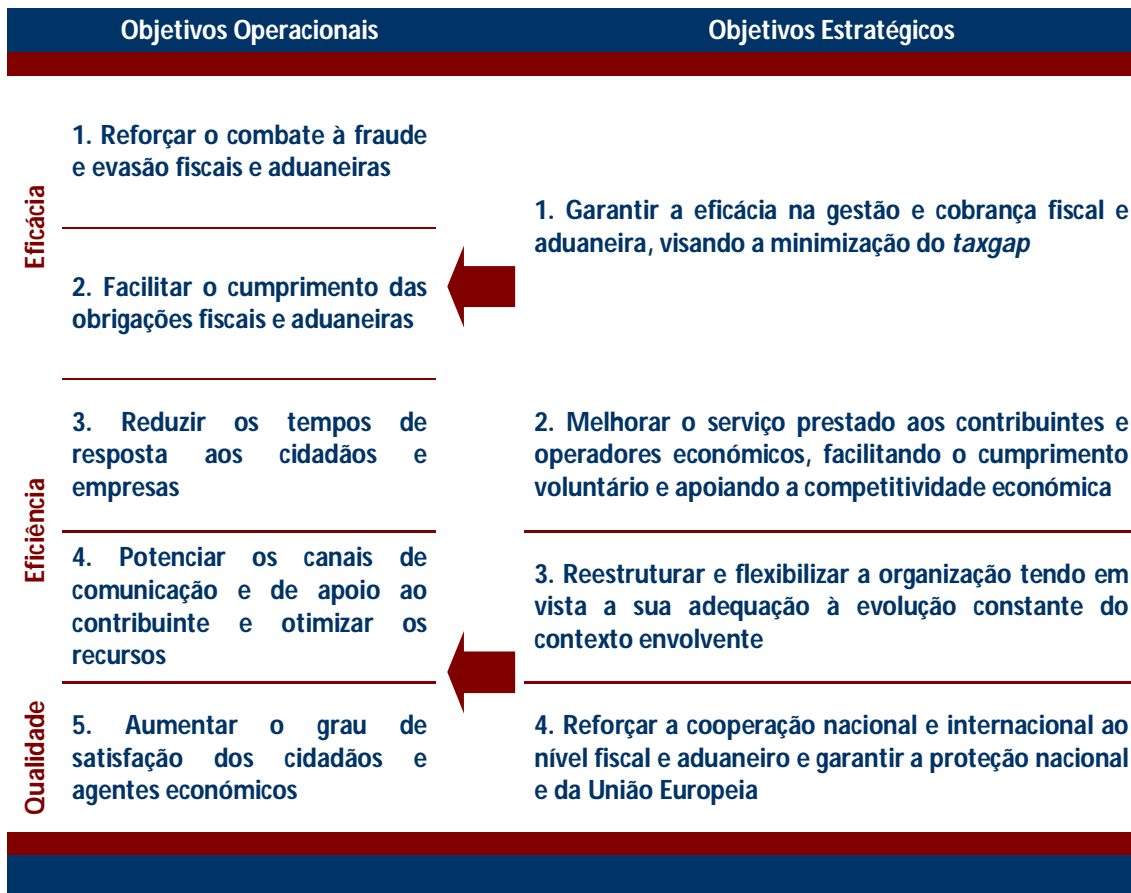 Objetivos Operacionais
Objetivos Estratégicos
Eficácia
1. Reforçar o combate à fraude
e evasão fiscais e aduaneiras
2. Facilitar o cumprimento das
obrigações fiscais e aduaneiras
1. Garantir a eficácia na gestão e cobrança fiscal e
aduaneira, visando a minimização do taxgap
Eficiência
3. Reduzir os tempos de
resposta aos cidadãos e
empresas
2. Melhorar o serviço prestado aos contribuintes e
operadores económicos, facilitando o cumprimento
voluntário e apoiando a competitividade económica
4. Potenciar os canais de
comunicação e de apoio ao
contribuinte e otimizar os
recursos
3. Reestruturar e flexibilizar a organização tendo em
vista a sua adequação à evolução constante do
contexto envolvente
Qualidade
5. Aumentar o grau de
satisfação dos cidadãos e
agentes económicos
4. Reforçar a cooperação nacional e internacional ao
nível fiscal e aduaneiro e garantir a proteção nacional
e da União Europeia